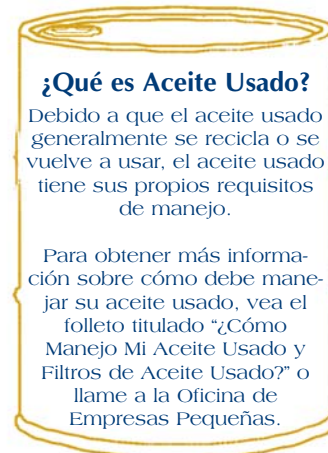 ¿Qué es Aceite Usado?
Debido a que el aceite usado
generalmente se recicla o se
vuelve a usar, el aceite usado
tiene sus propios requisitos
de manejo.
Para obtener más informa-
ción sobre cómo debe mane-
jar su aceite usado, vea el
folleto titulado “¿Cómo
Manejo Mi Aceite Usado y
Filtros de Aceite Usado?” o
llame a la Oficina de
Empresas Pequeñas.